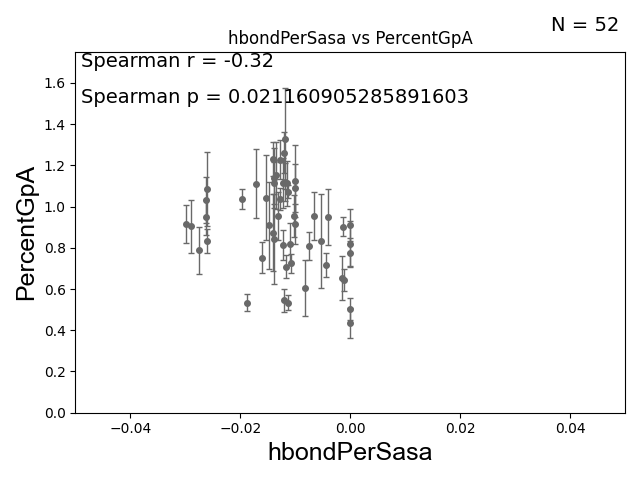 N = 52
hbondPerSasa vs PercentGpA
Spearman r = -0.32
Spearman p = 0.021160905285891603
PercentGpA
1.6
1.4
1.2
1.0
0.8
0.6
0.4
0.2
0.0
−0.04 −0.02 0.00 0.02 0.04
hbondPerSasa